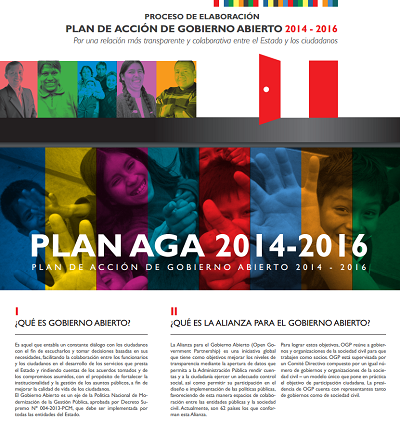 PROCESO DE ELABORACIÓN
PLAN DE ACCIÓN DE GOBIERNO ABIERTO 2014 - 2016
Por una relación más transparente y colaborativa entre el Estado y los ciudadanos
PLAN AGA 2014-2016
PLAN DE ACCIÓN DE GOBIERNO ABIERTO 2014 - 2016
I
¿QUÉ ES GOBIERNO ABIERTO?
Es aquel que entabla un constante dialogo con los ciudadanos
con el fin de escucharlos y tomar decisiones basadas en sus
necesidades, facilitando la colaboración entre los funcionarios
y los ciudadanos en el desarrollo de los servicios que presta
el Estado y rindiendo cuentas de los acuerdos tomados y de
los compromisos asumidos, con el propósito de fortalecer la
institucionalidad y la gestión de los asuntos públicos, a fin de
mejorar la calidad de vida de los ciudadanos.
El Gobierno Abierto es un eje de la Política Nacional de Mo-
dernización de la Gestión Pública, aprobada por Decreto Su-
premo N° 004-2013-PCM, que debe ser implementada por
todas las entidades del Estado.
II
¿QUÉ ES LA ALIANZA PARA EL GOBIERNO ABIERTO?
La Alianza para el Gobierno Abierto (Open Go-
vernment Partnership) es una iniciativa global
que tiene como objetivos mejorar los niveles de
transparencia mediante la apertura de datos que
permita a la Administración Pública rendir cuen-
tas y a la ciudadanía ejercer un adecuado control
social, así como permitir su participación en el
diseño e implementación de las políticas públicas,
favoreciendo de esta manera espacios de colabo-
ración entre las entidades públicas y la sociedad
civil. Actualmente, son 62 países los que confor-
man esta Alianza.
Para lograr estos objetivos, OGP reúne a gobier-
nos y organizaciones de la sociedad civil para que
trabajen como socios. OGP está supervisado por
un Comité Directivo compuesto por un igual nú-
mero de gobiernos y organizaciones de la socie-
dad civil – un diseño único que pone en práctica
el objetivo de participación ciudadana. La presi-
dencia de OGP cuenta con representantes tanto
de gobiernos como de sociedad civil.